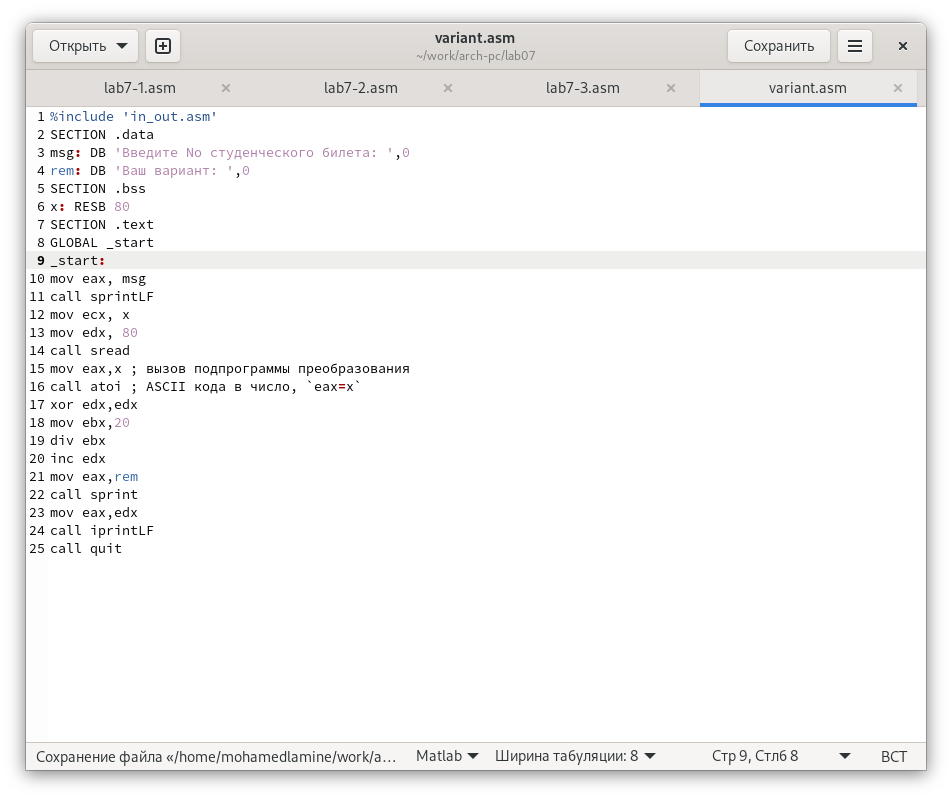 Открыть
variant.asm
~/work/arch-pc/lab07
Сохранить
lab7-1.asm
lab7-2.asm
lab7-3.asm
variant.asm
1 %include 'in_out.asm'
2 SECTION .data
3 msg: DB 'Введите No студенческого билета: ',0
4 rem: DB 'Ваш вариант: ',0
5 SECTION .bss
6 x: RESB 80
7 SECTION .text
8 GLOBAL _start
9 _start:
10 mov eax, msg
11 call sprintLF
12 mov ecx, x
13 mov edx, 80
14 call sread
15 mov eax,x ; вызов подпрограммы преобразования
16 call atoi ; ASCII кода в число, `eax=x`
17 xor edx,edx
18 mov ebx,20
19 div ebx
20 inc edx
21 mov eax,rem
22 call sprint
23 mov eax,edx
24 call iprintLF
25 call quit
Сохранение файла «/home/mohamedlamine/work/a… Matlab Ширина табуляции: 8 Стр 9, Стлб 8 ВСТ